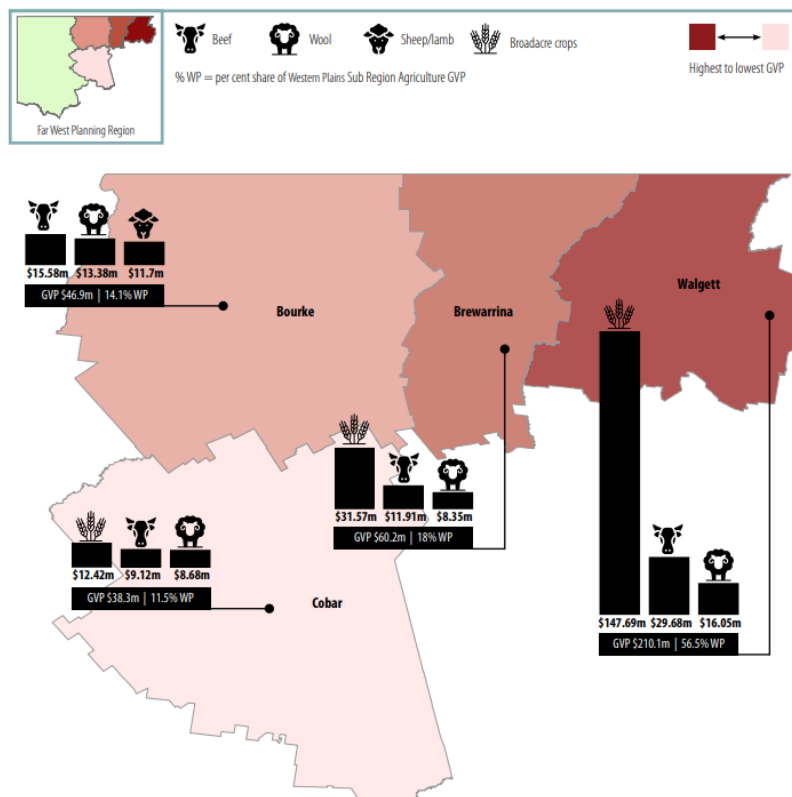 Beef
Wool
Sheep/lamb
Broadacre crops
% WP = per cent share of Western Plains Sub Region Agriculture GVP
Highest to lowest GVP
Far West Planning Region
$15.58m $13.38m $11.7m
GVP $46.9m | 14.1% WP
Bourke
Brewarrina
Walgett
$31.57m $11.91m $8.35m
GVP $60.2m | 18% WP
$12.42m $9.12m $8.68m
GVP $38.3m | 11.5% WP
Cobar
$147.69m $29.68m $16.05m
GVP $210.1m | 56.5% WP